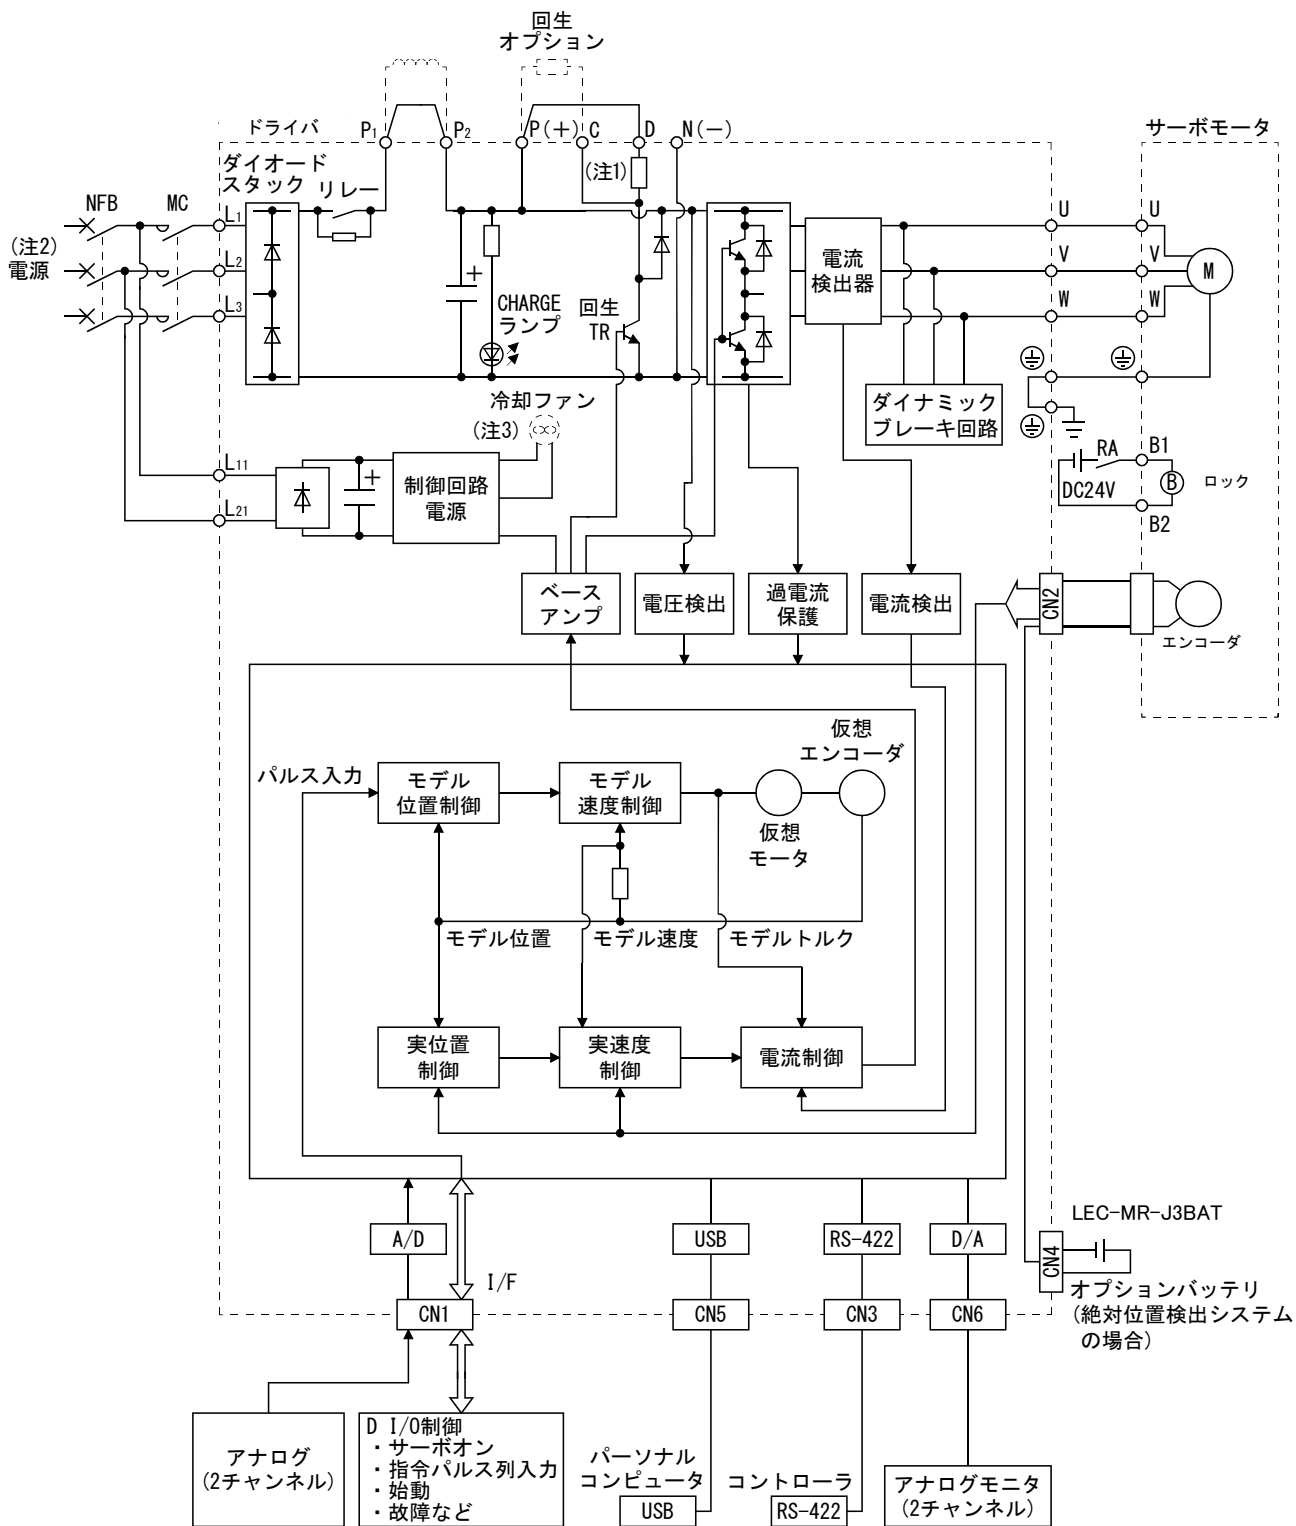 回生
オプション
ドライバ
P1
P2
P(+)
C
D
N(-)
サーボモータ
ダイオード
スタック
リレー
(注1)
NFB
MC
L1
L2
L3
(注2)
電源
CHARGE
ランプ
回生
TR
電流
検出器
U
V
W
U
V
W
M
ダイナミック
ブレーキ回路
冷却ファン
(注3)
L11
L21
制御回路
電源
RA
DC24V
B1
B
B2
ロック
ベース
アンプ
電圧検出
過電流
保護
電流検出
CN2
エンコーダ
パルス入力
モデル
位置制御
モデル
速度制御
仮想
エンコーダ
仮想
モータ
モデル位置
モデル速度
モデルトルク
実位置
制御
実速度
制御
電流制御
A/D
I/F
USB
RS-422
D/A
CN1
CN5
CN3
CN6
CN4
LEC-MR-J3BAT
オプションバッテリ
(絶対位置検出システム
の場合)
アナログ
(2チャンネル)
D I/O制御
・サーボオン
・指令パルス列入力
・始動
・故障など
パーソナル
コンピュータ
USB
コントローラ
RS-422
アナログモニタ
(2チャンネル)